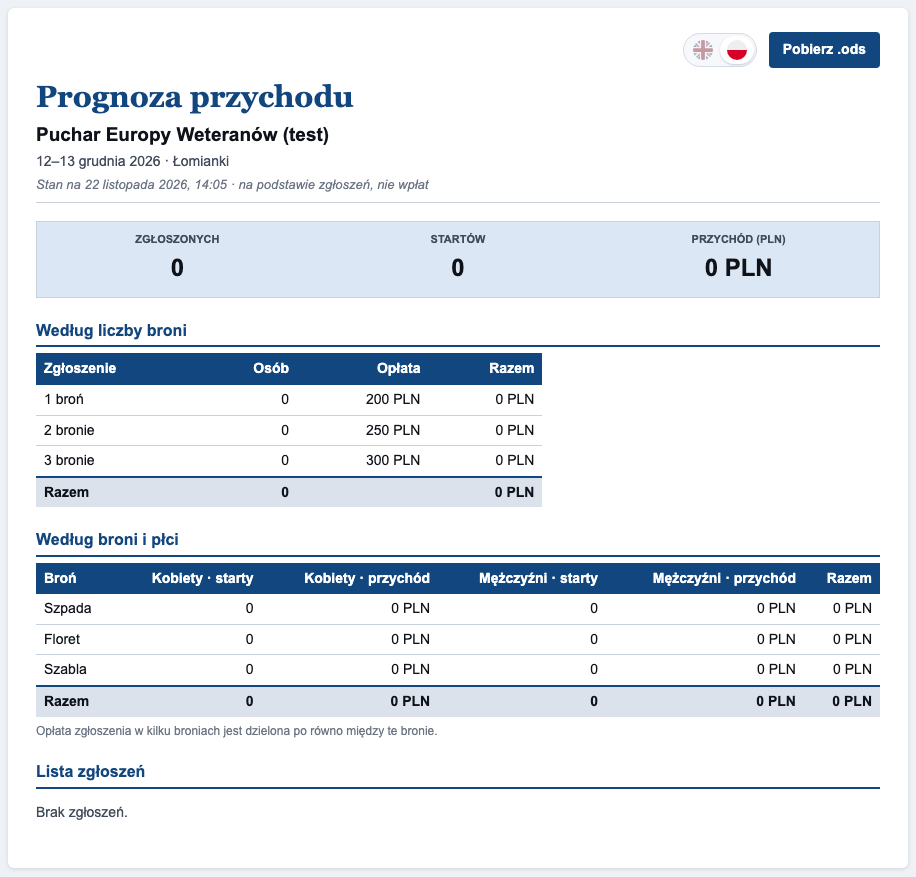 Pobierz .ods
Prognoza przychodu
Puchar Europy Weteranów (test)
12–13 grudnia 2026 · Łomianki
Stan na 22 listopada 2026, 14:05 · na podstawie zgłoszeń, nie wpłat
ZGŁOSZONYCH STARTÓW PRZYCHÓD (PLN)
0 0 0 PLN
Według liczby broni
Zgłoszenie Osób Opłata Razem
1 broń 0 200 PLN 0 PLN
2 bronie 0 250 PLN 0 PLN
3 bronie 0 300 PLN 0 PLN
Razem 0 0 PLN
Według broni i płci
Broń Kobiety · starty Kobiety · przychód Mężczyźni · starty Mężczyźni · przychód Razem
Szpada 0 0 PLN 0 0 PLN 0 PLN
Floret 0 0 PLN 0 0 PLN 0 PLN
Szabla 0 0 PLN 0 0 PLN 0 PLN
Razem 0 0 PLN 0 0 PLN 0 PLN
Opłata zgłoszenia w kilku broniach jest dzielona po równo między te bronie.
Lista zgłoszeń
Brak zgłoszeń.